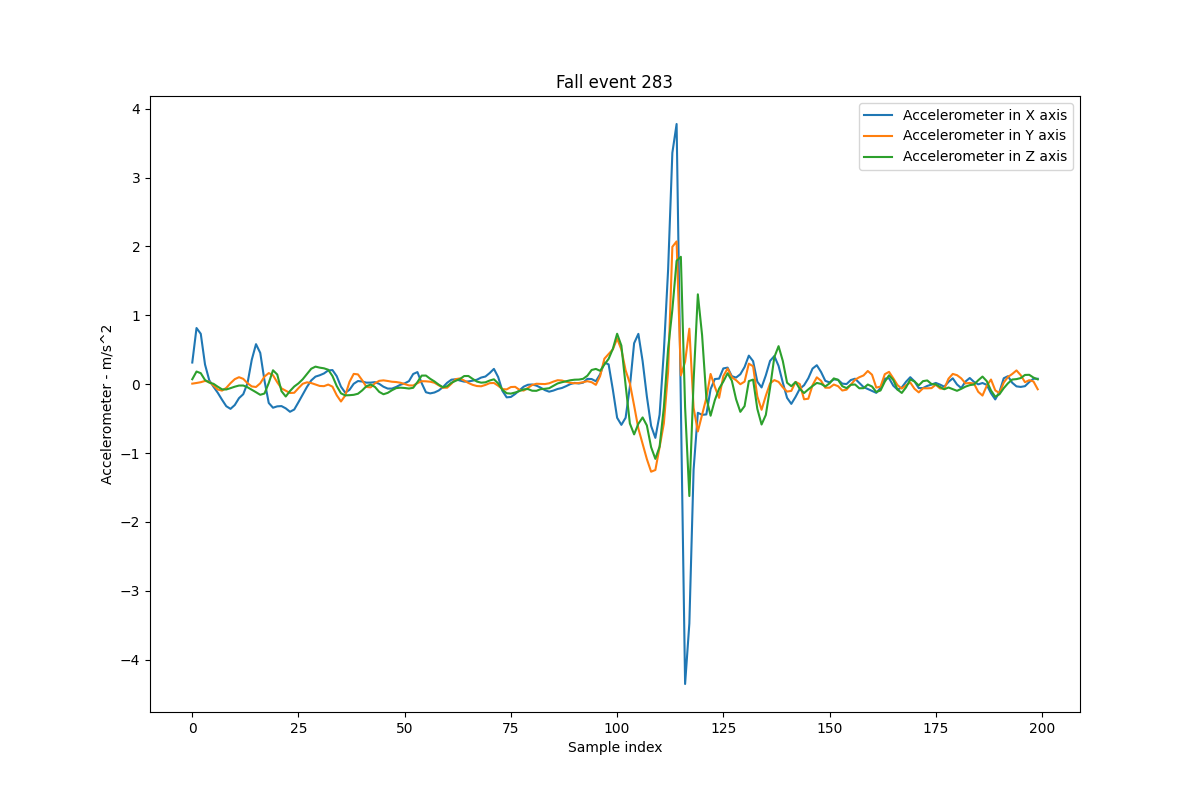 Fall event 283
Accelerometer in X axis
Accelerometer in Y axis
Accelerometer in Z axis
4
3
2
1
0
−1
−2
−3
−4
Accelerometer - m/s^2
0 25 50 75 100 125 150 175 200
Sample index